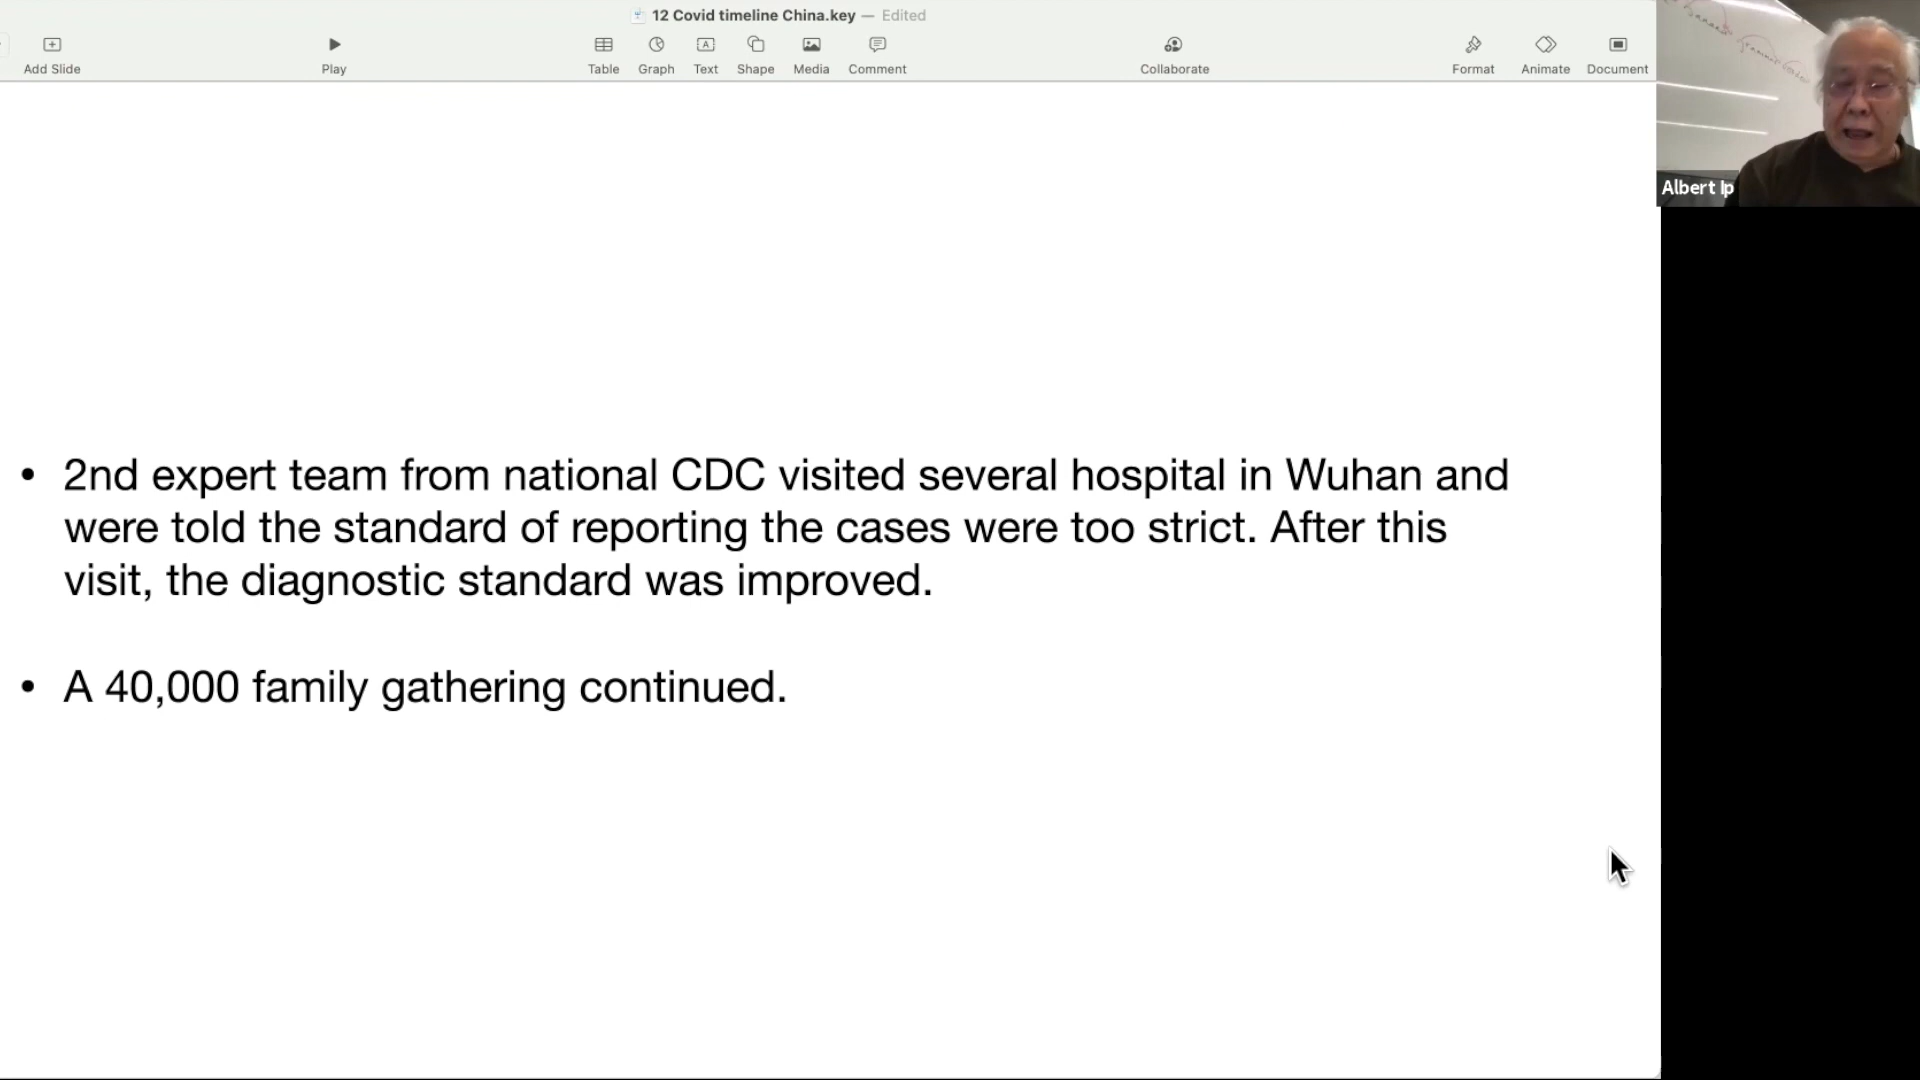 12 Covid timeline China.key — Edited
Add Slide
Play
Table
Graph
Text
Shape
Media
Comment
Collaborate
Format
Animate
Document
Albert Ip
• 2nd expert team from national CDC visited several hospital in Wuhan and
were told the standard of reporting the cases were too strict. After this
visit, the diagnostic standard was improved.
• A 40,000 family gathering continued.